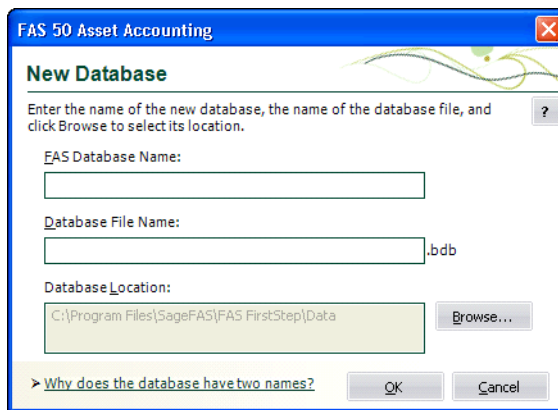 FAS 50 Asset Accounting
New Database
Enter the name of the new database, the name of the database file, and
click Browse to select its location.
?
FAS Database Name:
Database File Name:
.bdb
Database Location:
C:\Program Files\SageFAS\FAS FirstStep\Data
Browse...
Why does the database have two names?
OK
Cancel